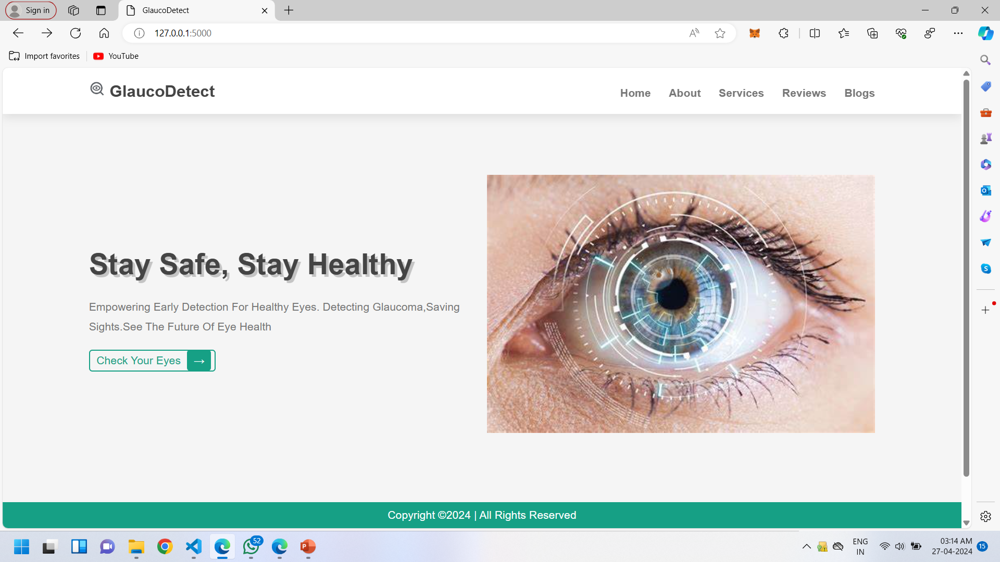 Sign in
GlaucoDetect
127.0.0.1:5000
Import favorites
YouTube
GlaucoDetect
Home About Services Reviews Blogs
Stay Safe, Stay Healthy
Empowering Early Detection For Healthy Eyes. Detecting Glaucoma,Saving
Sights.See The Future Of Eye Health
Check Your Eyes →
Copyright ©2024 | All Rights Reserved
52
ENG
IN
03:14 AM
27-04-2024
15